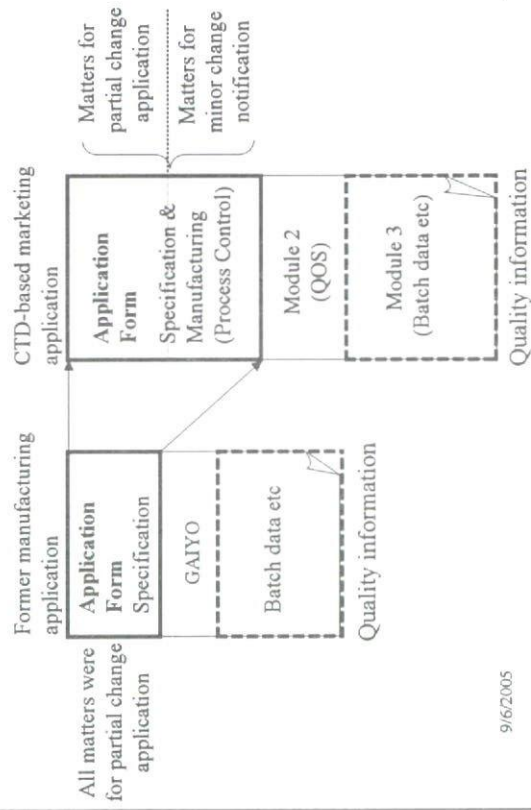 Former manufacturing
application
CTD-based marketing
application
All matters were
for partial change
application
Application
Form
Specification
GAIYO
Batch data etc
Quality information
Application
Form
Specification &
Manufacturing
(Process Control)
Module 2
(QOS)
Module 3
(Batch data etc)
Quality information
Matters for
partial change
application
Matters for
minor change
notification
9/6/2005